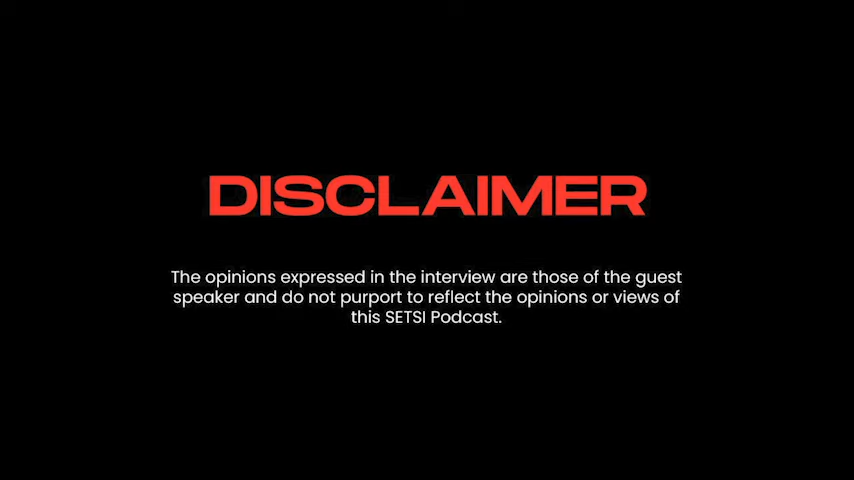 DISCLAIMER
The opinions expressed in the interview are those of the guest
speaker and do not purport to reflect the opinions or views of
this SETSI Podcast.